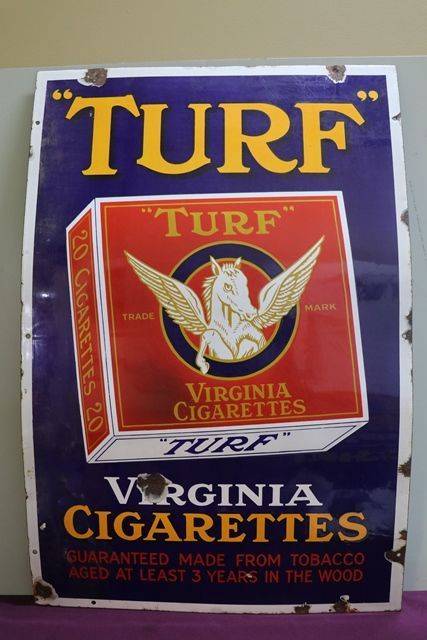 "TURF"
20 CIGARETTES 20
"TURF"
TRADE MARK
VIRGINIA
CIGARETTES
"TURF"
VIRGINIA
CIGARETTES
GUARANTEED MADE FROM TOBACCO
AGED AT LEAST 3 YEARS IN THE WOOD